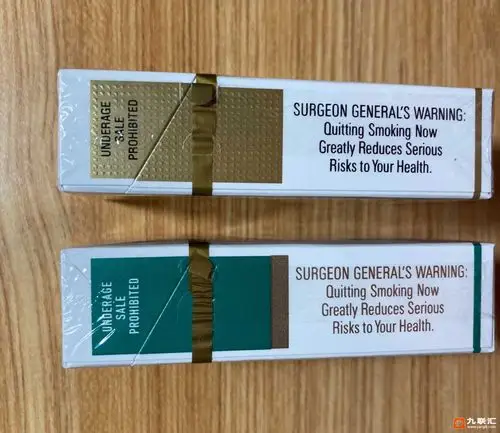 UNDERAGE
SALE
PROHIBITED
SURGEON GENERAL'S WARNING:
Quitting Smoking Now
Greatly Reduces Serious
Risks to Your Health.
UNDERAGE
SALE
PROHIBITED
SURGEON GENERAL'S WARNING:
Quitting Smoking Now
Greatly Reduces Serious
Risks to Your Health.
九联汇